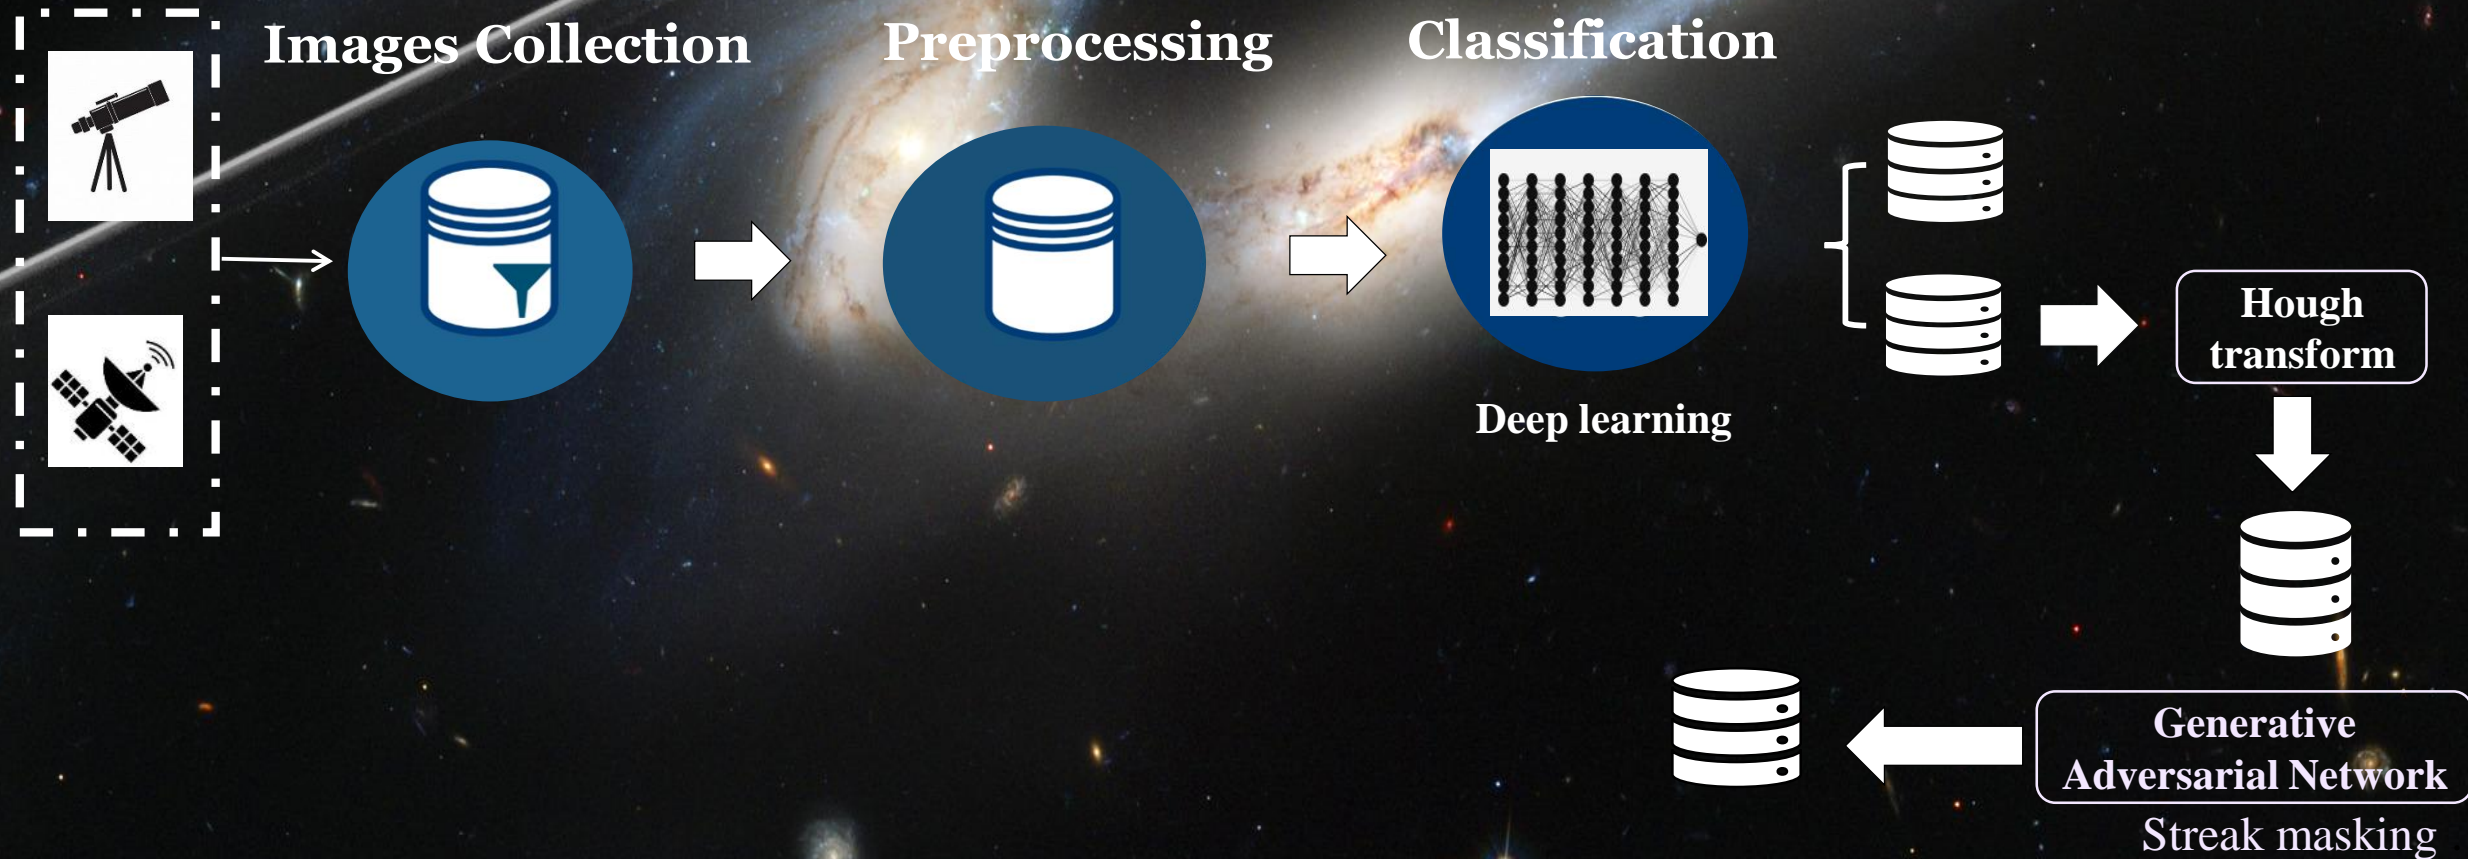 Images Collection
Preprocessing
Classification
Deep learning
Hough
transform
Generative
Adversarial Network
Streak masking